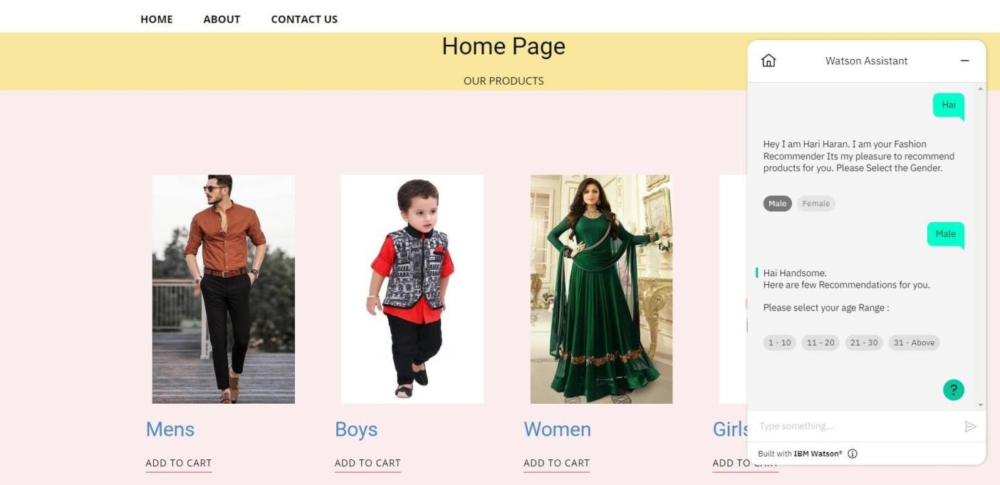 HOME ABOUT CONTACT US
Home Page
OUR PRODUCTS
Mens
ADD TO CART
Boys
ADD TO CART
Women
ADD TO CART
Girls
ADD TO CART
Watson Assistant
Hai
Hey I am Hari Haran. I am your Fashion
Recommender Its my pleasure to recommend
products for you. Please Select the Gender.
Male Female
Male
Hai Handsome.
Here are few Recommendations for you.
Please select your age Range :
1 - 10 11 - 20 21 - 30 31 - Above
?
Type something...
Built with IBM Watson®